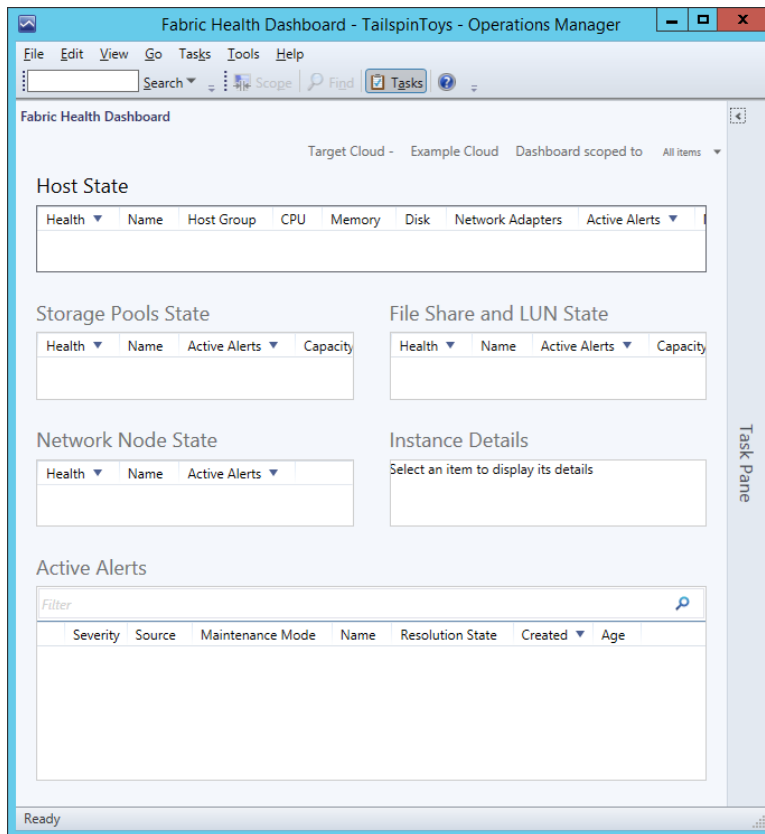 Fabric Health Dashboard - TailspinToys - Operations Manager
File Edit View Go Tasks Tools Help
Search Scope Find Tasks
Fabric Health Dashboard
Target Cloud - Example Cloud Dashboard scoped to All items
Host State
Health Name Host Group CPU Memory Disk Network Adapters Active Alerts
Storage Pools State File Share and LUN State
Health Name Active Alerts Capacity Health Name Active Alerts Capacity
Network Node State Instance Details
Health Name Active Alerts Select an item to display its details
Task Pane
Active Alerts
Filter
Severity Source Maintenance Mode Name Resolution State Created Age
Ready